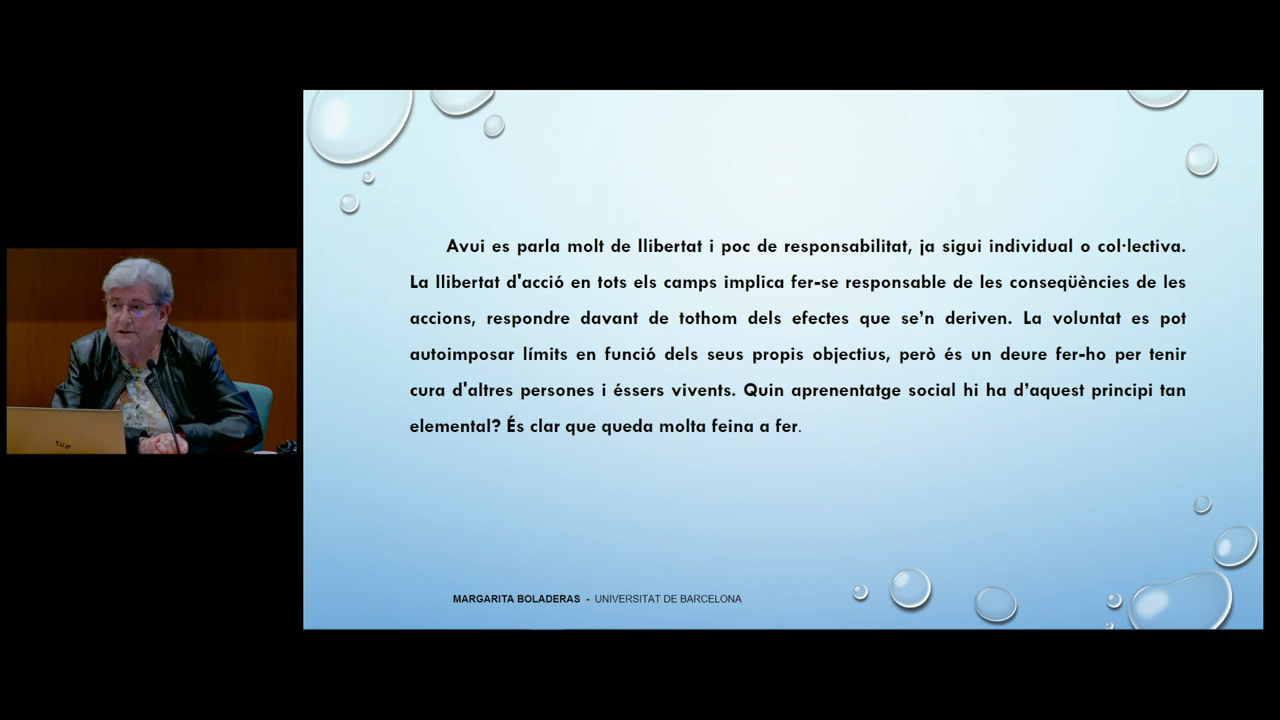 Avui es parla molt de llibertat i poc de responsabilitat, ja sigui individual o col·lectiva.
La llibertat d'acció en tots els camps implica fer-se responsable de les conseqüències de les
accions, respondre davant de tothom dels efectes que se’n deriven. La voluntat es pot
autoimposar límits en funció dels seus propis objectius, però és un deure fer-ho per tenir
cura d'altres persones i éssers vivents. Quin aprenentatge social hi ha d’aquest principi tan
elemental? És clar que queda molta feina a fer.
MARGARITA BOLADERAS - UNIVERSITAT DE BARCELONA